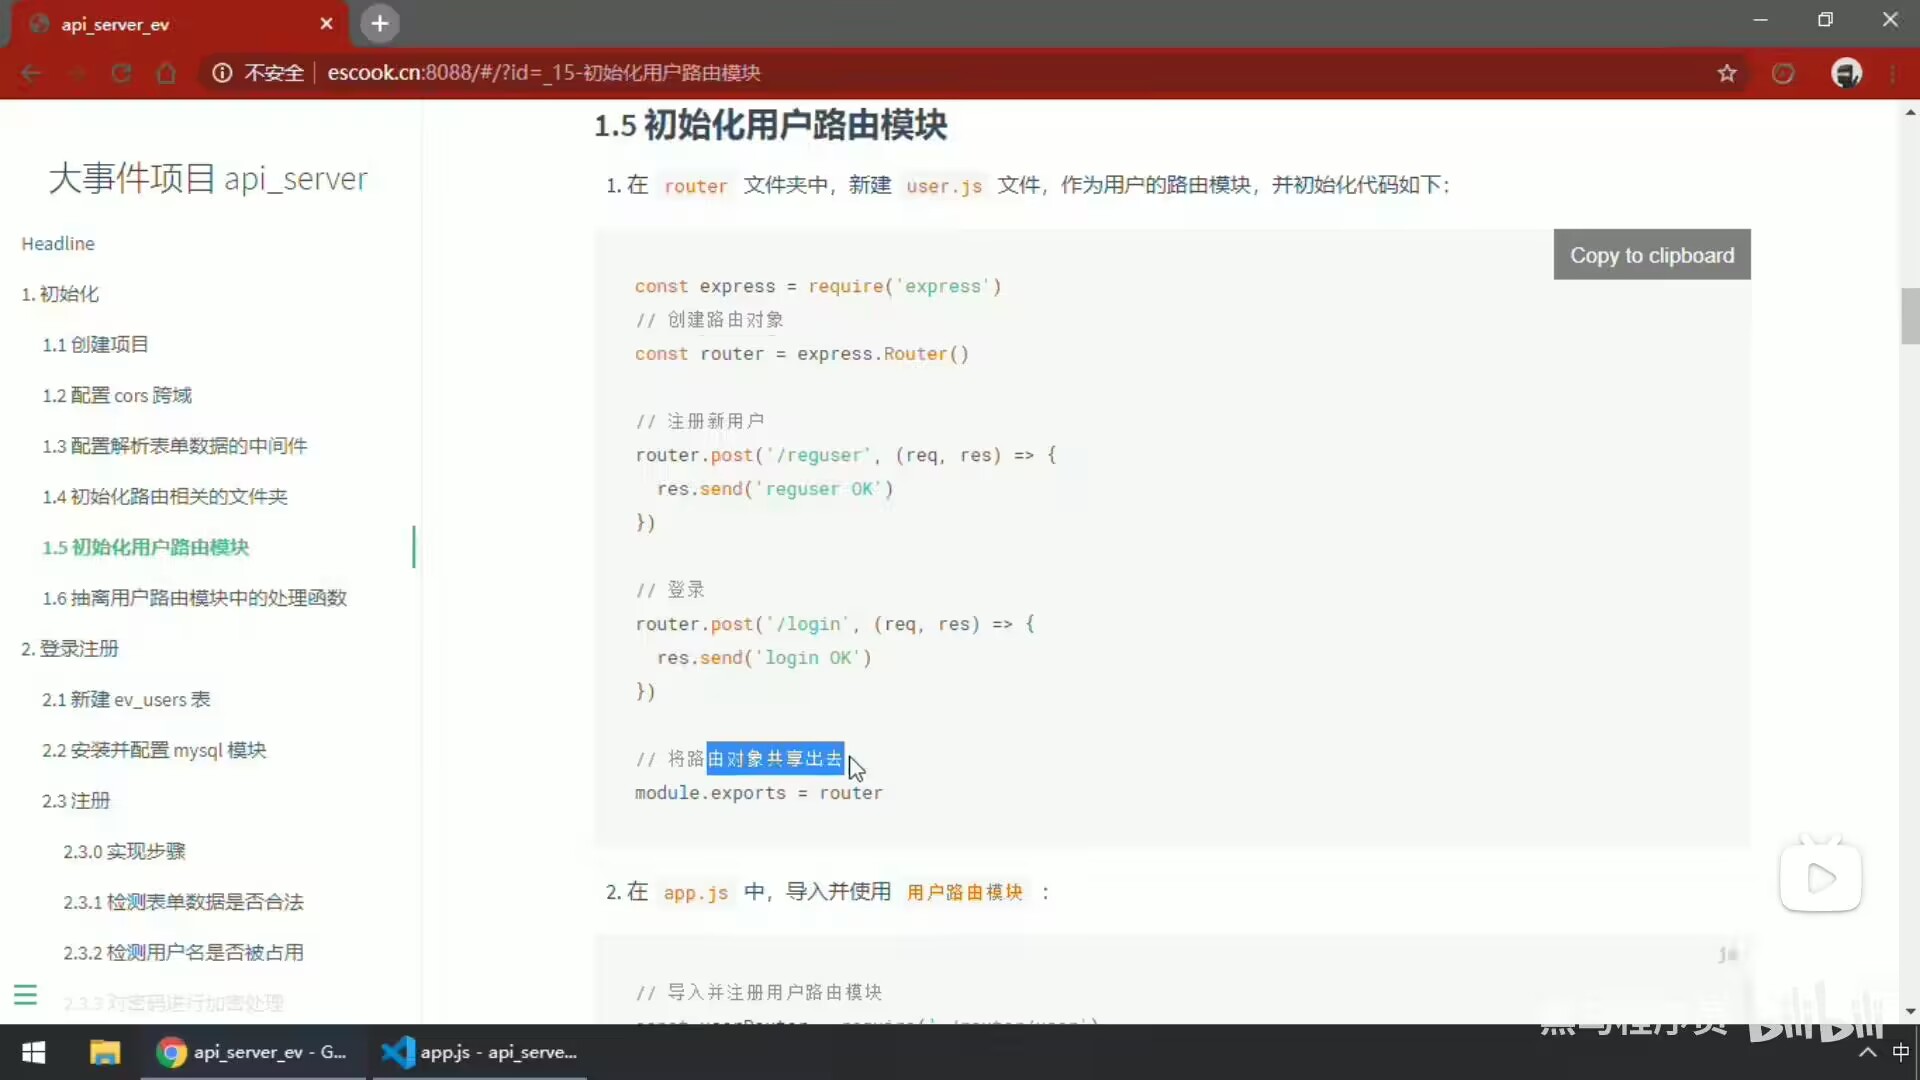 api_server_ev
不安全 escook.cn:8088/#/?id=_15-初始化用户路由模块
大事件项目 api_server
Headline
1. 初始化
1.1 创建项目
1.2 配置 cors 跨域
1.3 配置解析表单数据的中间件
1.4 初始化路由相关的文件夹
1.5 初始化用户路由模块
1.6 抽离用户路由模块中的处理函数
2. 登录注册
2.1 新建 ev_users 表
2.2 安装并配置 mysql 模块
2.3 注册
2.3.0 实现步骤
2.3.1 检测表单数据是否合法
2.3.2 检测用户名是否被占用
2.3.3 对密码进行加密处理
1.5 初始化用户路由模块
1. 在 router 文件夹中，新建 user.js 文件，作为用户的路由模块，并初始化代码如下：
Copy to clipboard
const express = require('express')
// 创建路由对象
const router = express.Router()
// 注册新用户
router.post('/reguser', (req, res) => {
res.send('reguser OK')
})
// 登录
router.post('/login', (req, res) => {
res.send('login OK')
})
// 将路由对象共享出去
module.exports = router
2. 在 app.js 中，导入并使用 用户路由模块 ：
// 导入并注册用户路由模块
黑马程序员 bilibili
api_server_ev - G...
app.js - api_serve...
中